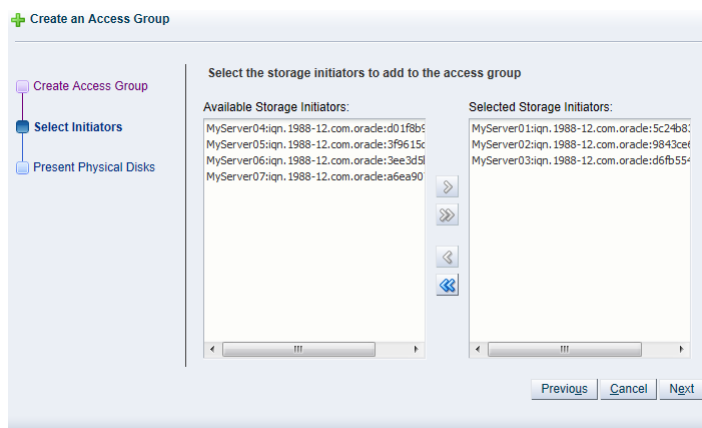 Create an Access Group
Create Access Group
Select Initiators
Present Physical Disks
Select the storage initiators to add to the access group
Available Storage Initiators:
MyServer04:iqn.1988-12.com.oracle:d01f8b9
MyServer05:iqn.1988-12.com.oracle:3f9615c
MyServer06:iqn.1988-12.com.oracle:3ee3d5
MyServer07:iqn.1988-12.com.oracle:a6ea90
Selected Storage Initiators:
MyServer01:iqn.1988-12.com.oracle:5c24b8
MyServer02:iqn.1988-12.com.oracle:9843ce
MyServer03:iqn.1988-12.com.oracle:d6fb554
Previous Cancel Next